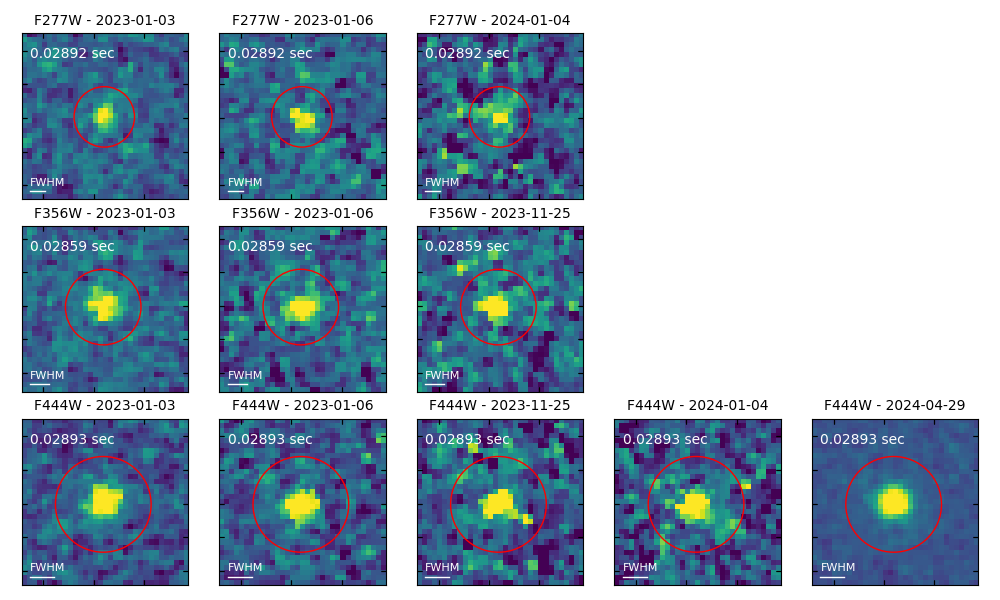 F277W - 2023-01-03
F277W - 2023-01-06
F277W - 2024-01-04
0.02892 sec
0.02892 sec
0.02892 sec
FWHM
FWHM
FWHM
F356W - 2023-01-03
F356W - 2023-01-06
F356W - 2023-11-25
0.02859 sec
0.02859 sec
0.02859 sec
FWHM
FWHM
FWHM
F444W - 2023-01-03
F444W - 2023-01-06
F444W - 2023-11-25
F444W - 2024-01-04
F444W - 2024-04-29
0.02893 sec
0.02893 sec
0.02893 sec
0.02893 sec
0.02893 sec
FWHM
FWHM
FWHM
FWHM
FWHM